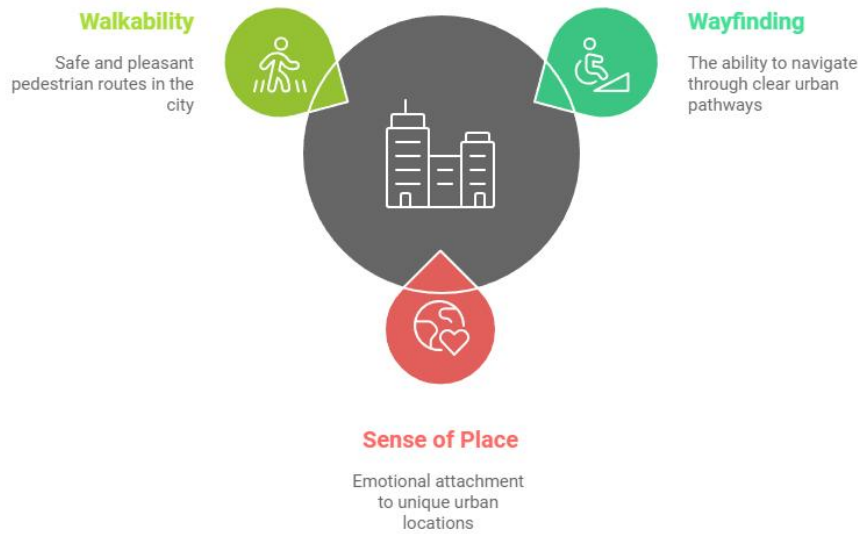 Walkability
Safe and pleasant
pedestrian routes in the
city
Wayfinding
The ability to navigate
through clear urban
pathways
Sense of Place
Emotional attachment
to unique urban
locations